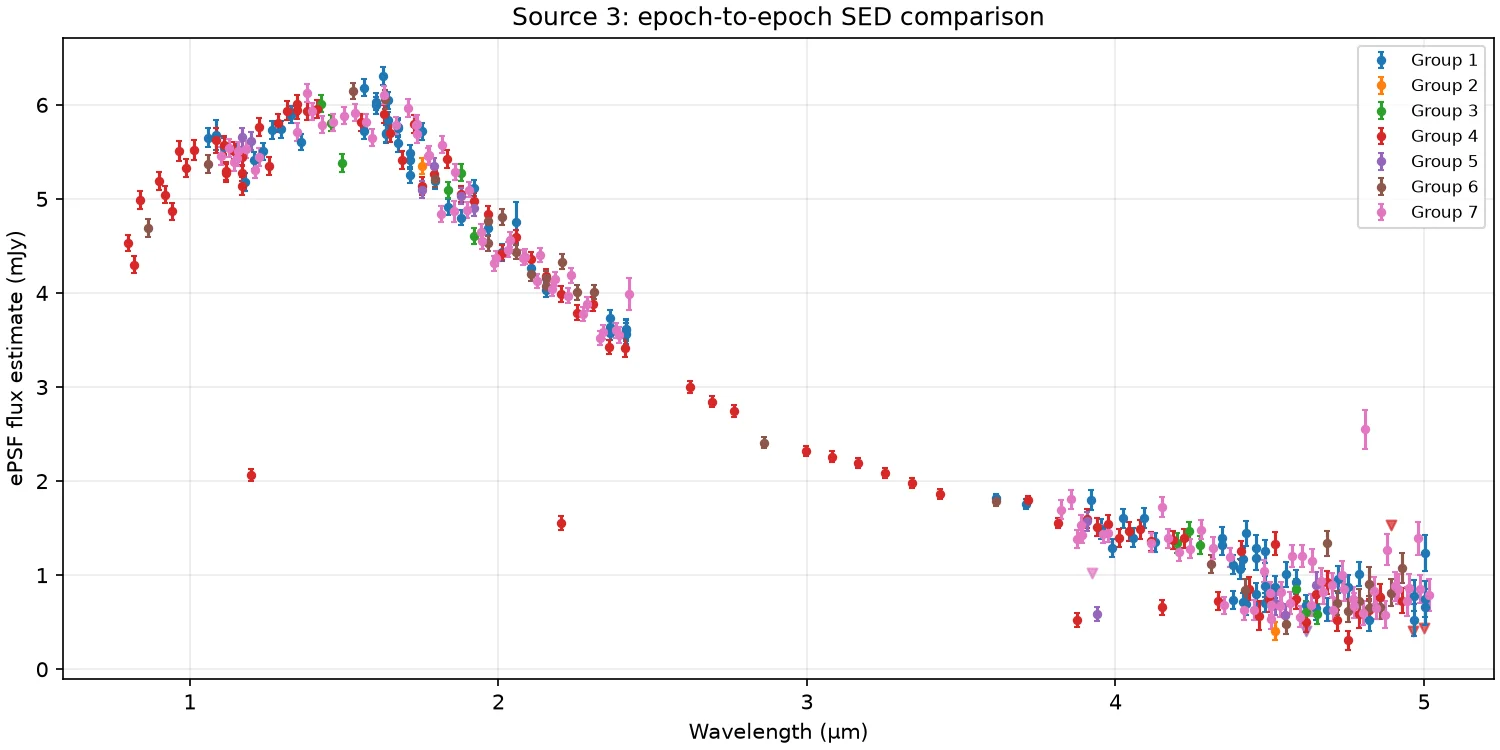 Source 3: epoch-to-epoch SED comparison
ePSF flux estimate (mJy)
6
5
4
3
2
1
0
1 2 3 4 5
Wavelength (μm)
Group 1
Group 2
Group 3
Group 4
Group 5
Group 6
Group 7